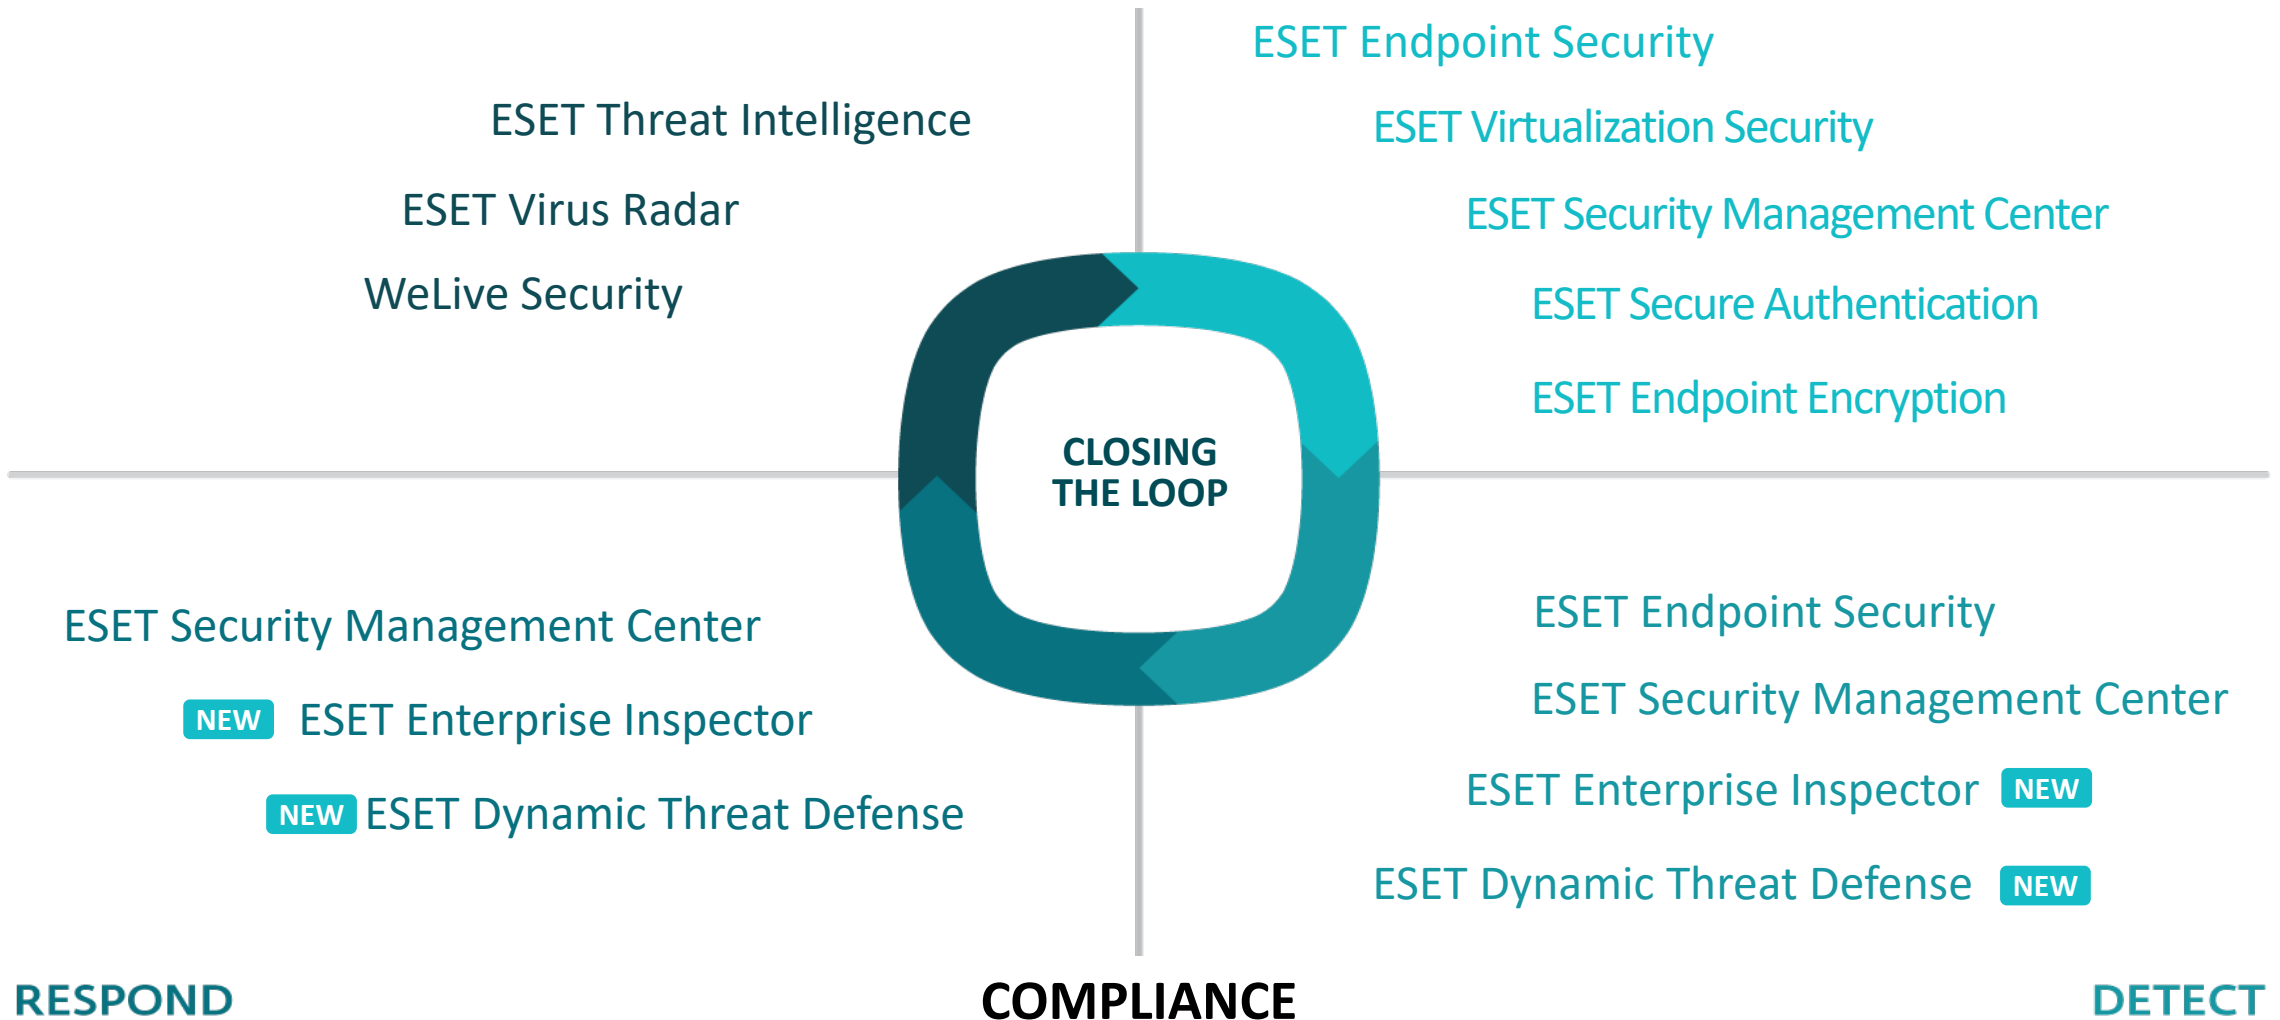 ESET Threat Intelligence
ESET Virus Radar
WeLive Security
ESET Endpoint Security
ESET Virtualization Security
ESET Security Management Center
ESET Secure Authentication
ESET Endpoint Encryption
CLOSING
THE LOOP
ESET Security Management Center
NEW ESET Enterprise Inspector
NEW ESET Dynamic Threat Defense
ESET Endpoint Security
ESET Security Management Center
ESET Enterprise Inspector NEW
ESET Dynamic Threat Defense NEW
RESPOND
COMPLIANCE
DETECT